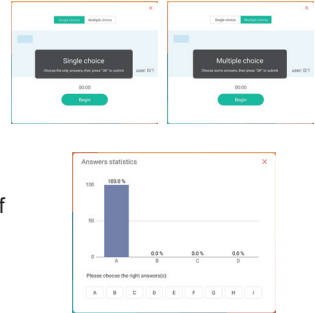 Single choice Multiple choice
Single choice
Choose the only answers, then press "OK" to submit
user: 0/1
00:00
Begin
Single choice Multiple choice
Multiple choice
Choose some answers, then press "OK" to submit
user: 0/1
00:00
Begin
f
Answers statistics
100
50
0
100.0 %
0.0 %
0.0 %
0.0 %
A B C D
Please choose the right answers(s)
A B C D E F G H I